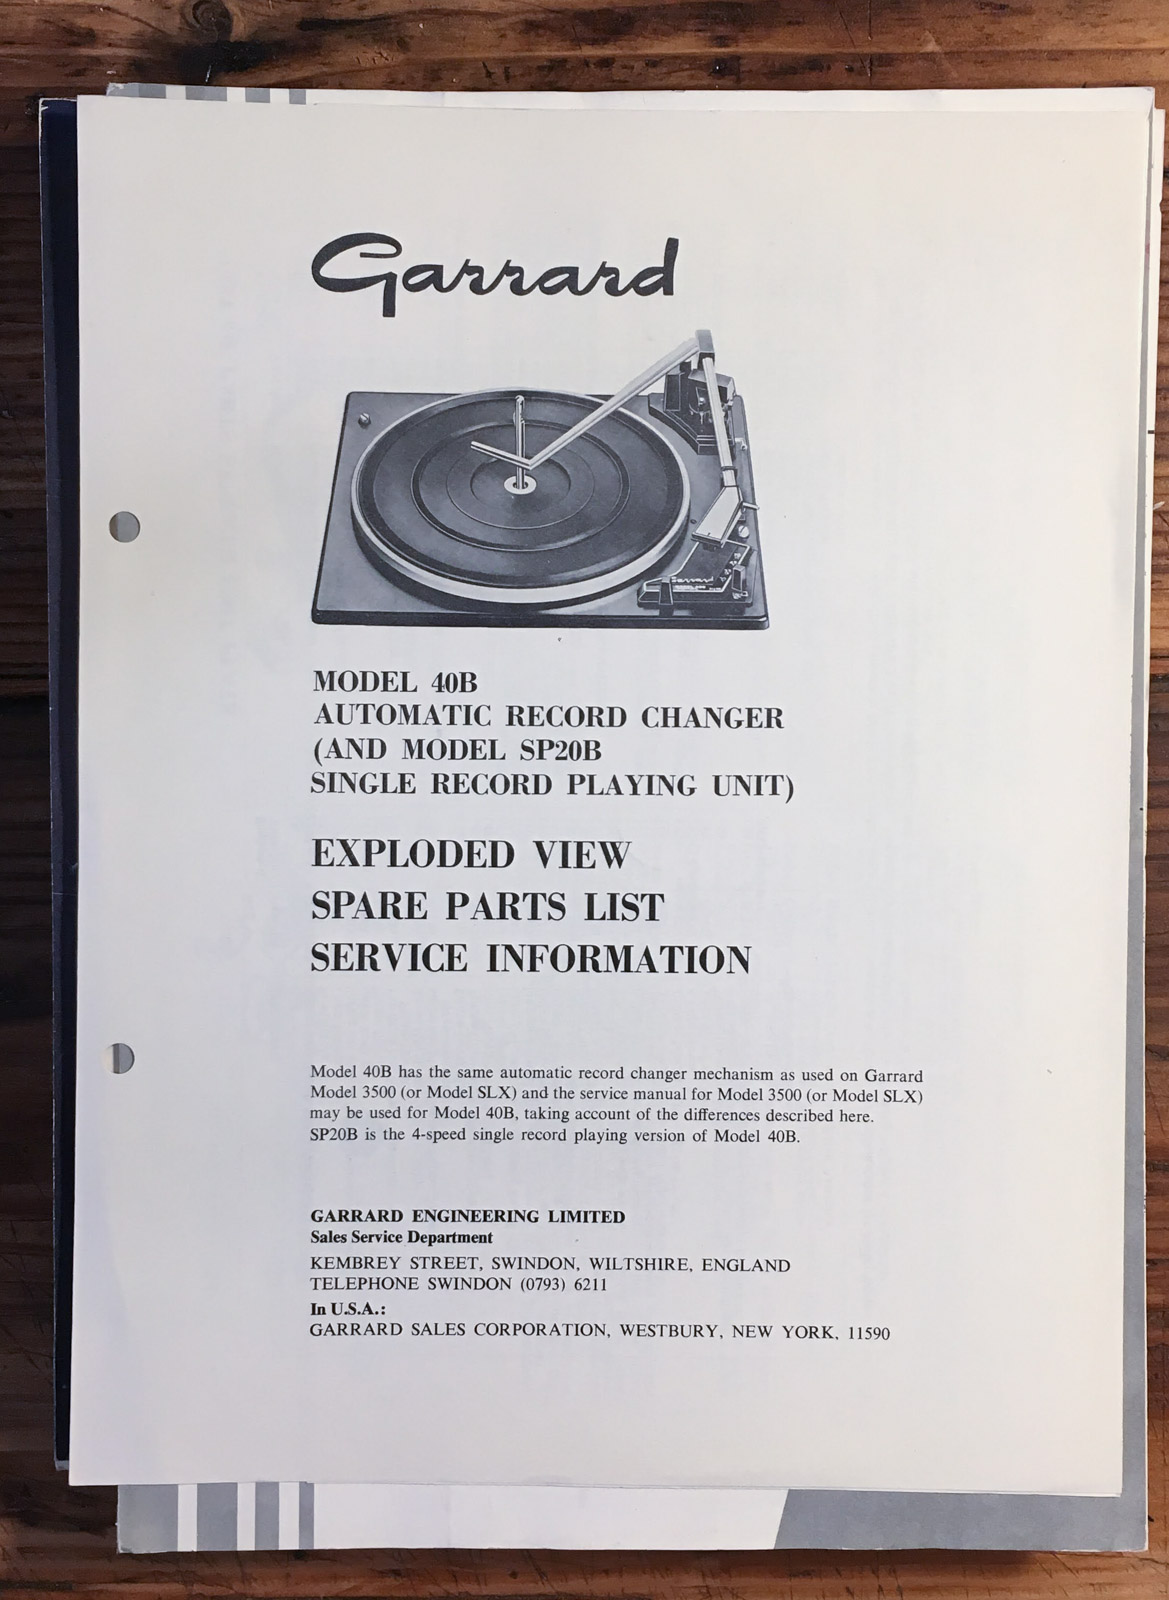 Garrard
Garrard
MODEL 40B
AUTOMATIC RECORD CHANGER
(AND MODEL SP20B
SINGLE RECORD PLAYING UNIT)
EXPLODED VIEW
SPARE PARTS LIST
SERVICE INFORMATION
Model 40B has the same automatic record changer mechanism as used on Garrard
Model 3500 (or Model SLX) and the service manual for Model 3500 (or Model SLX)
may be used for Model 40B, taking account of the differences described here.
SP20B is the 4-speed single record playing version of Model 40B.
GARRARD ENGINEERING LIMITED
Sales Service Department
KEMBREY STREET, SWINDON, WILTSHIRE, ENGLAND
TELEPHONE SWINDON (0793) 6211
In U.S.A.:
GARRARD SALES CORPORATION, WESTBURY, NEW YORK, 11590